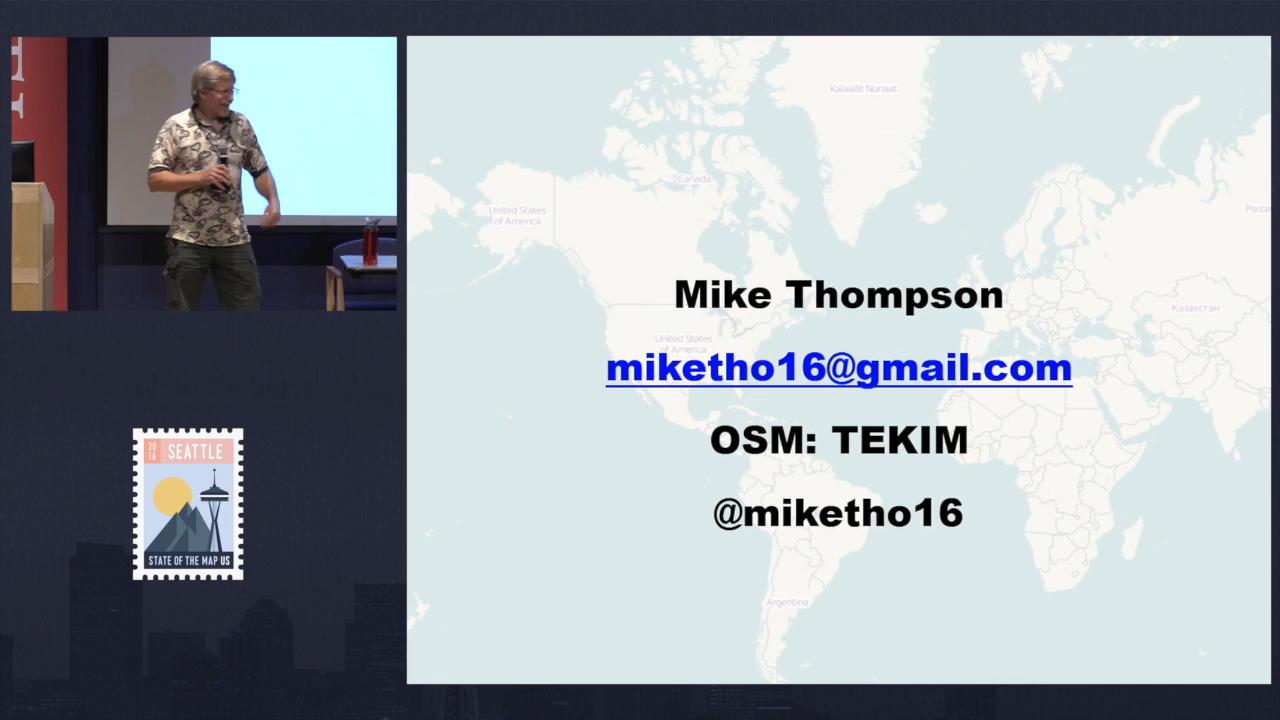 20
16
SEATTLE
STATE OF THE MAP US
Kalaallit Nunaat
Canada
United States
of America
Россия
Казахстан
United States
of America
Argentina
Mike Thompson
miketho16@gmail.com
OSM: TEKIM
@miketho16